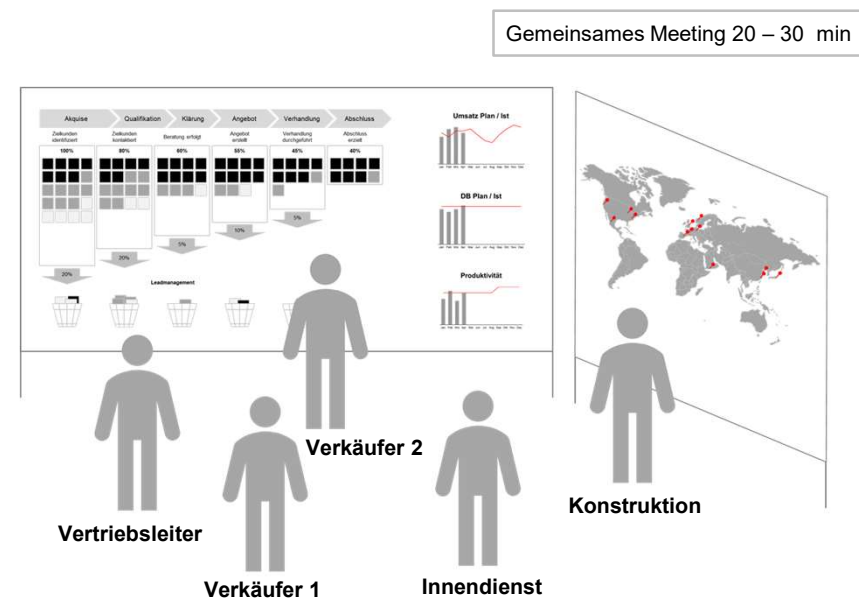 Gemeinsames Meeting 20 – 30 min
Akquise
Qualifikation
Klärung
Angebot
Verhandlung
Abschluss
Zielkunden
identifiziert
Zielkunden
kontaktiert
Beratung erfolgt
Angebot
erstellt
Verhandlung
durchgeführt
Abschluss
erzielt
100%
80%
60%
55%
45%
40%
20%
20%
5%
10%
5%
Leadmanagement
Umsatz Plan / Ist
DB Plan / Ist
Produktivität
Verkäufer 2
Konstruktion
Vertriebsleiter
Verkäufer 1
Innendienst